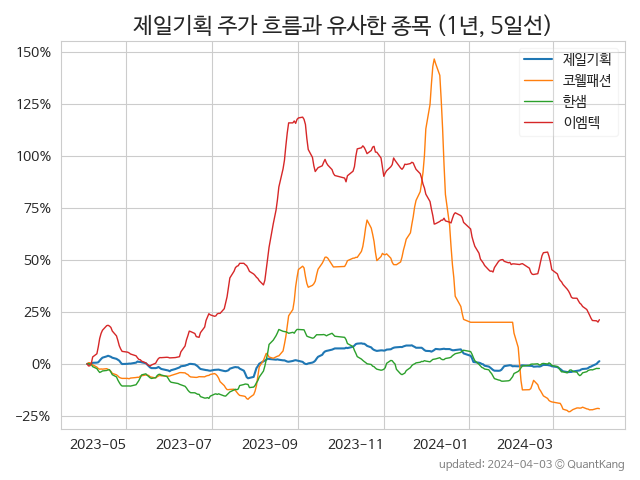 제일기획 주가 흐름과 유사한 종목 (1년, 5일선)
150%
125%
100%
75%
50%
25%
0%
−25%
제일기획
코웰패션
한샘
이엠텍
2023-05 2023-07 2023-09 2023-11 2024-01 2024-03
updated: 2024-04-03 © QuantKang